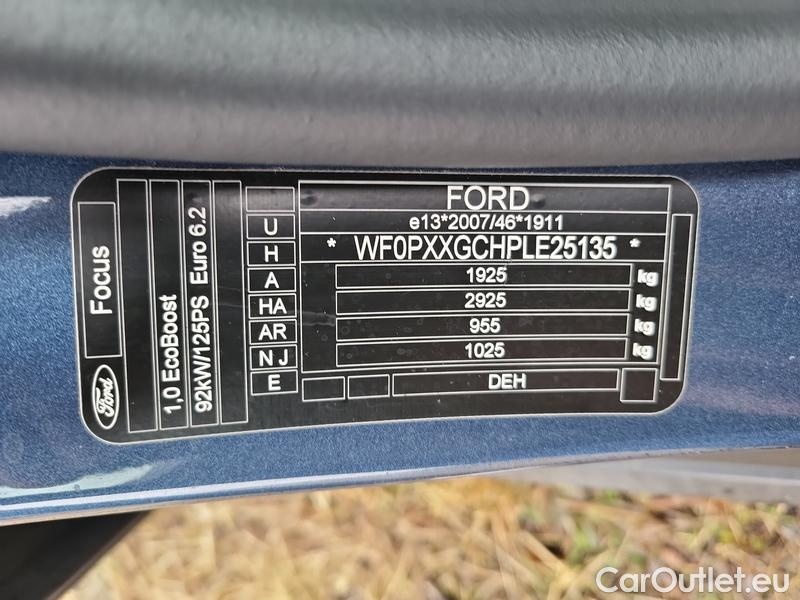 Focus
Ford
1,0 EcoBoost
92kW/125PS Euro 6.2
U
H
A
HA
AR
N J
E
FORD
e13*2007/46*1911
* WF0PXXGCHPLE25135 *
1925 kg
2925 kg
955 kg
1025 kg
DEH
CarOutlet.eu